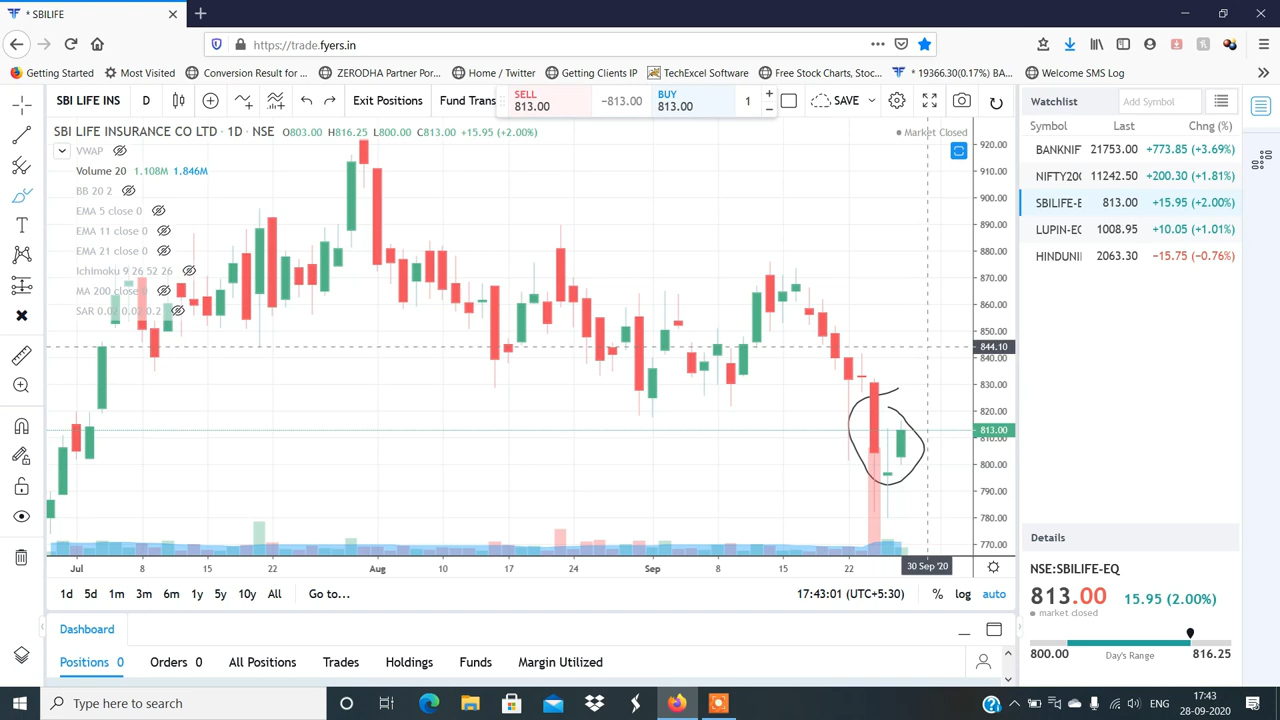 * SBILIFE
https://trade.fyers.in
Getting Started
Most Visited
Conversion Result for ...
ZERODHA Partner Por...
Home / Twitter
Getting Clients IP
TechExcel Software
Free Stock Charts, Stoc...
* 19366.30(0.17%) BA...
Welcome SMS Log
SBI LIFE INS
D
Exit Positions
Fund Trans
SELL
813.00
−813.00
BUY
813.00
1
SAVE
Watchlist
Add Symbol
Symbol Last Chng (%)
BANKNIF 21753.00 +773.85 (+3.69%)
NIFTY200 11242.50 +200.30 (+1.81%)
SBILIFE-E 813.00 +15.95 (+2.00%)
LUPIN-EQ 1008.95 +10.05 (+1.01%)
HINDUNI 2063.30 −15.75 (−0.76%)
SBI LIFE INSURANCE CO LTD · 1D · NSE O803.00 H816.25 L800.00 C813.00 +15.95 (+2.00%)
Market Closed
VWAP
Volume 20 1.108M 1.846M
BB 20 2
EMA 5 close 0
EMA 11 close 0
EMA 21 close 0
Ichimoku 9 26 52 26
MA 200 close 0
SAR 0.02 0.02 0.2
920.00
910.00
900.00
890.00
880.00
870.00
860.00
850.00
844.10
840.00
830.00
820.00
813.00
810.00
800.00
790.00
780.00
770.00
Jul 8 15 22 Aug 10 17 24 Sep 8 15 22 30 Sep '20
1d 5d 1m 3m 6m 1y 5y 10y All Go to...
17:43:01 (UTC+5:30) % log auto
Details
NSE:SBILIFE-EQ
813.00 15.95 (2.00%)
market closed
800.00 Day's Range 816.25
Dashboard
Positions 0 Orders 0 All Positions Trades Holdings Funds Margin Utilized
Type here to search
ENG
17:43
28-09-2020